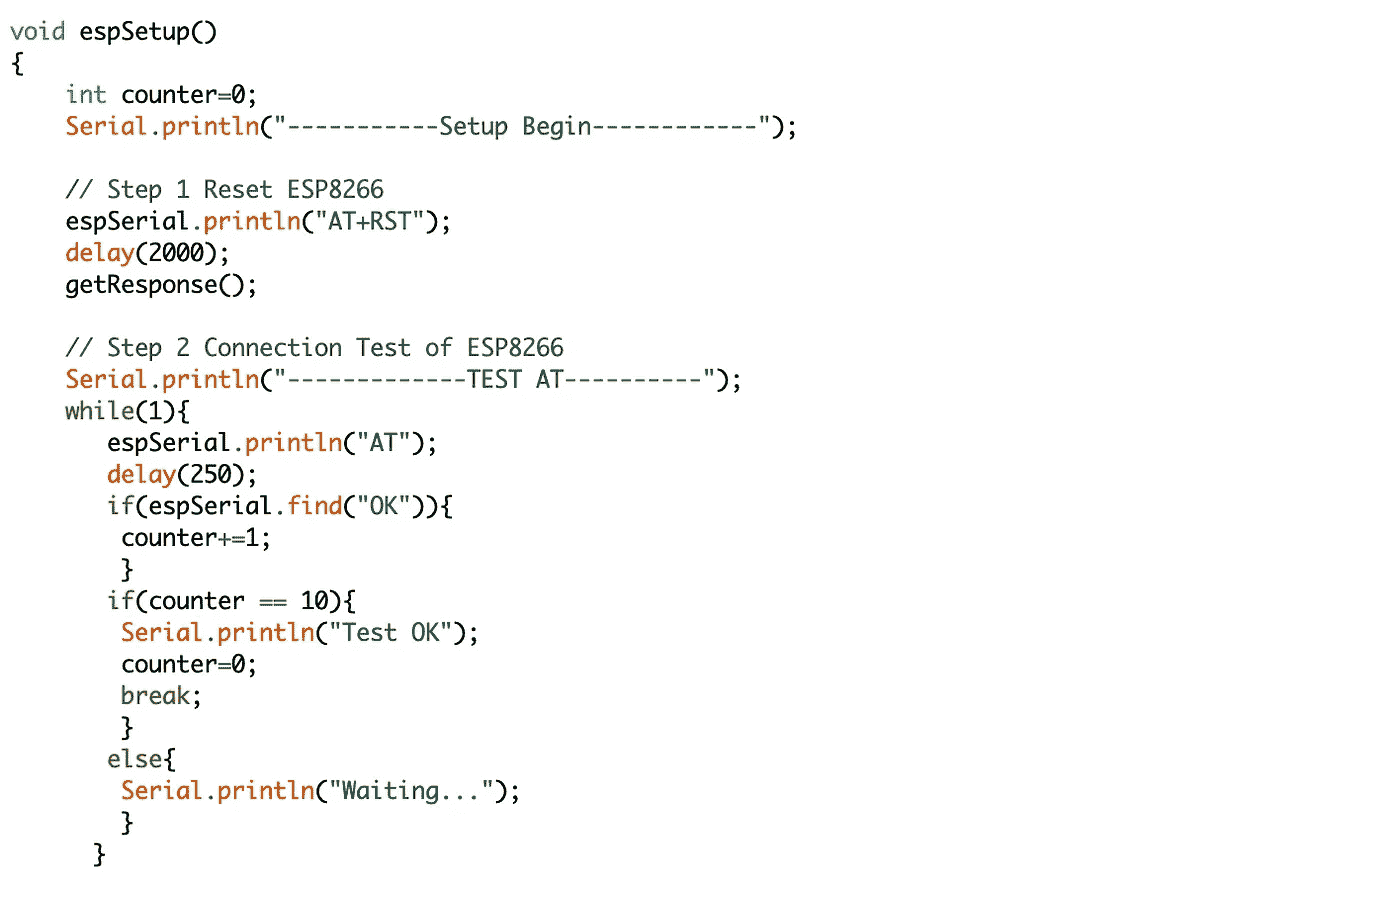 void espSetup()
{
    int counter=0;
    Serial.println("-----------Setup Begin------------");

    // Step 1 Reset ESP8266
    espSerial.println("AT+RST");
    delay(2000);
    getResponse();

    // Step 2 Connection Test of ESP8266
    Serial.println("-------------TEST AT----------");
    while(1){
       espSerial.println("AT");
       delay(250);
       if(espSerial.find("OK")){
        counter+=1;
        }
       if(counter == 10){
        Serial.println("Test OK");
        counter=0;
        break;
        }
       else{
        Serial.println("Waiting...");
        }
      }